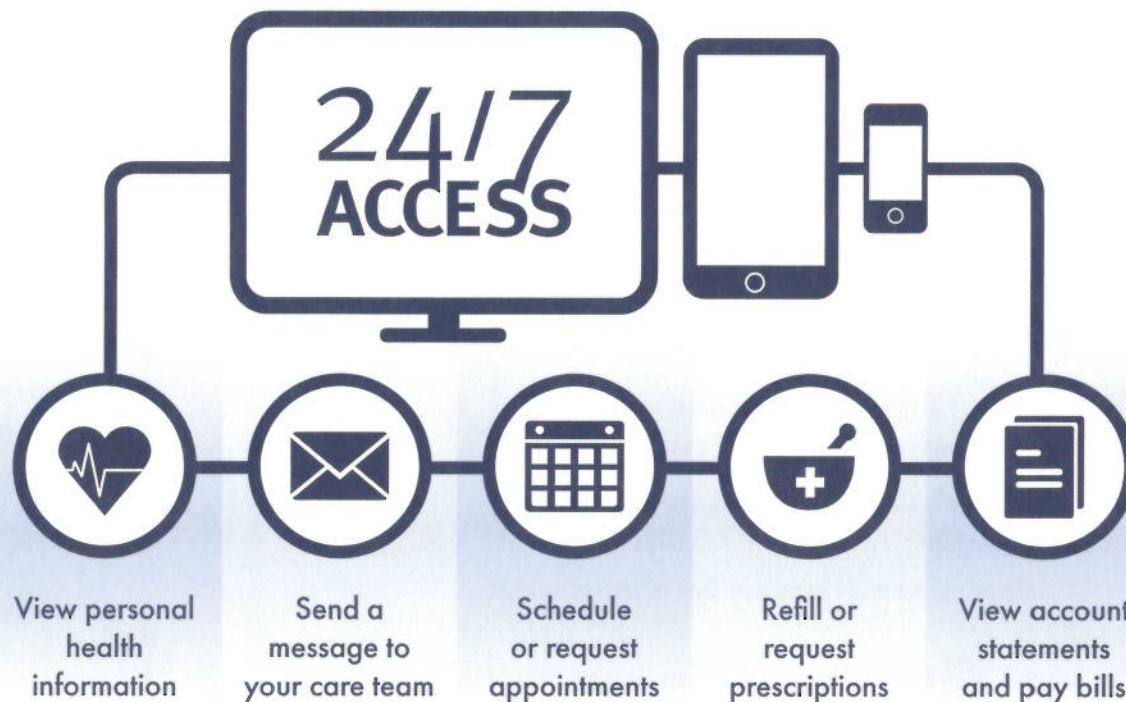 24/7
ACCESS
View personal
health
information
Send a
message to
your care team
Schedule
or request
appointments
Refill or
request
prescriptions
View account
statements
and pay bills